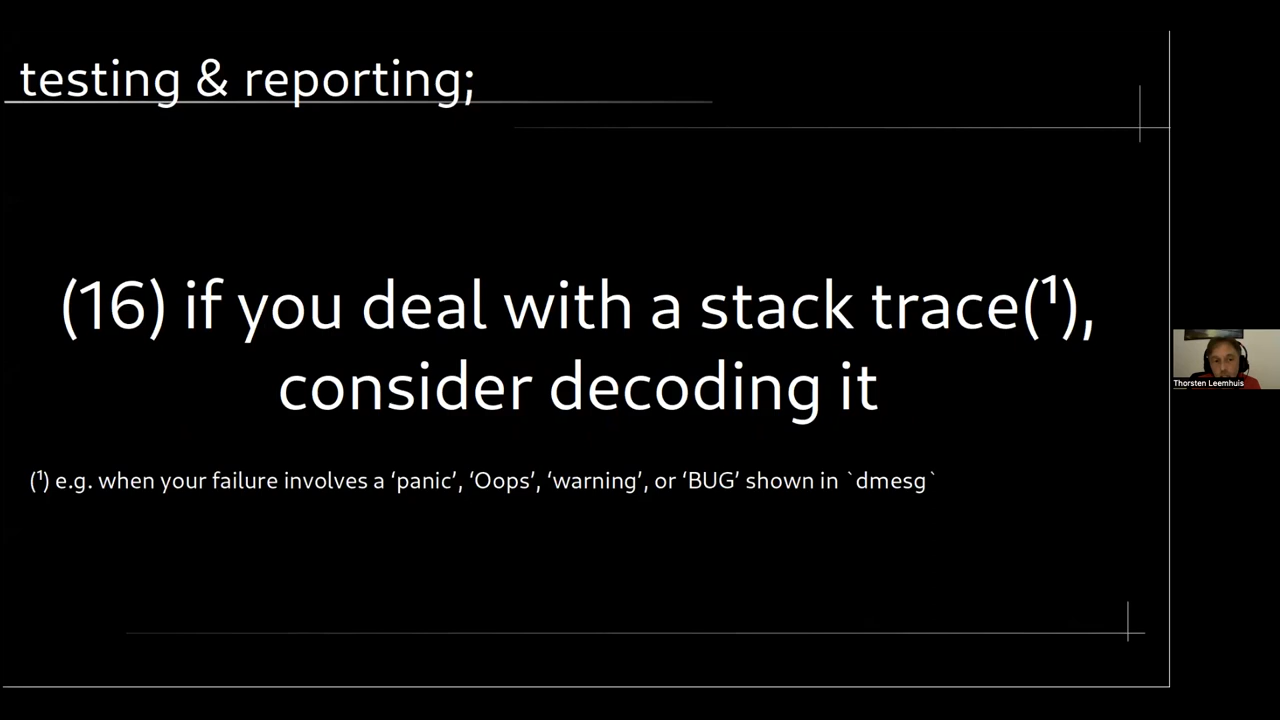 testing & reporting;
(16) if you deal with a stack trace(¹),
consider decoding it
(¹) e.g. when your failure involves a ‘panic’, ‘Oops’, ‘warning’, or ‘BUG’ shown in `dmesg`
Thorsten Leemhuis